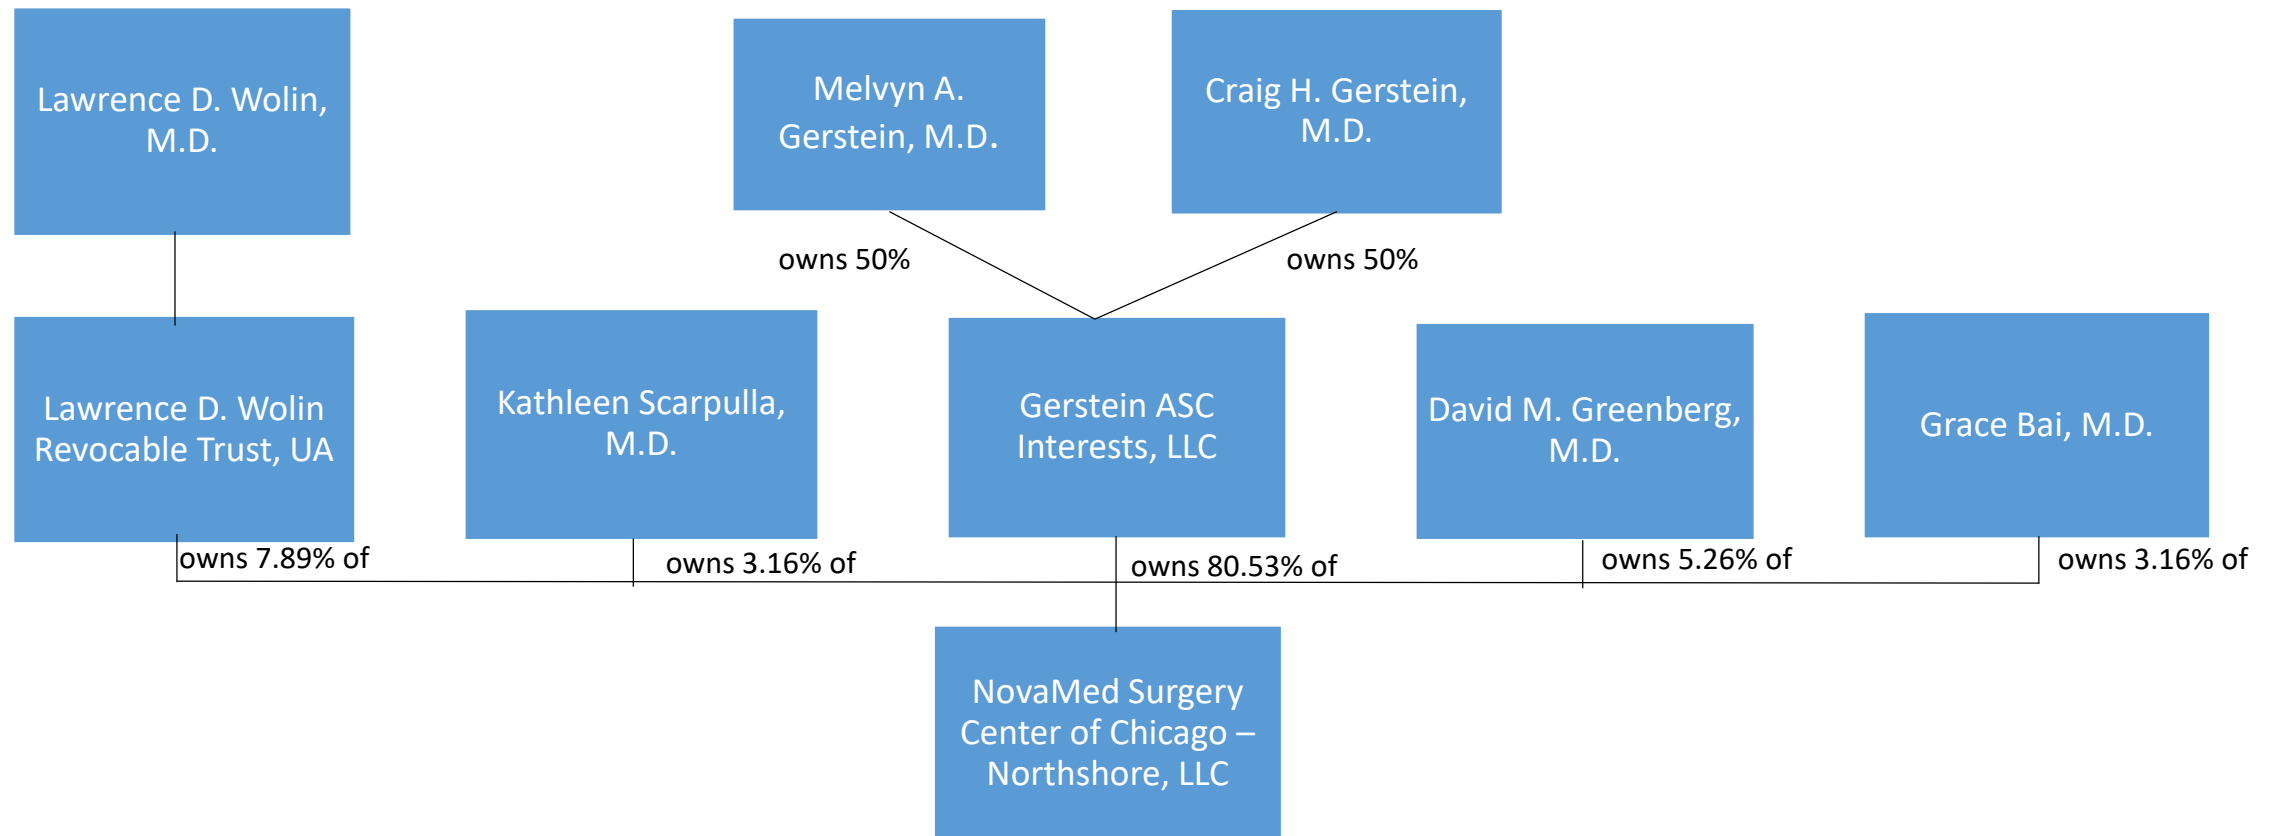 Lawrence D. Wolin,
M.D.
Melvyn A.
Gerstein, M.D.
Craig H. Gerstein,
M.D.
owns 50%
owns 50%
Lawrence D. Wolin
Revocable Trust, UA
Kathleen Scarpulla,
M.D.
Gerstein ASC
Interests, LLC
David M. Greenberg,
M.D.
Grace Bai, M.D.
owns 7.89% of
owns 3.16% of
owns 80.53% of
owns 5.26% of
owns 3.16% of
NovaMed Surgery
Center of Chicago –
Northshore, LLC